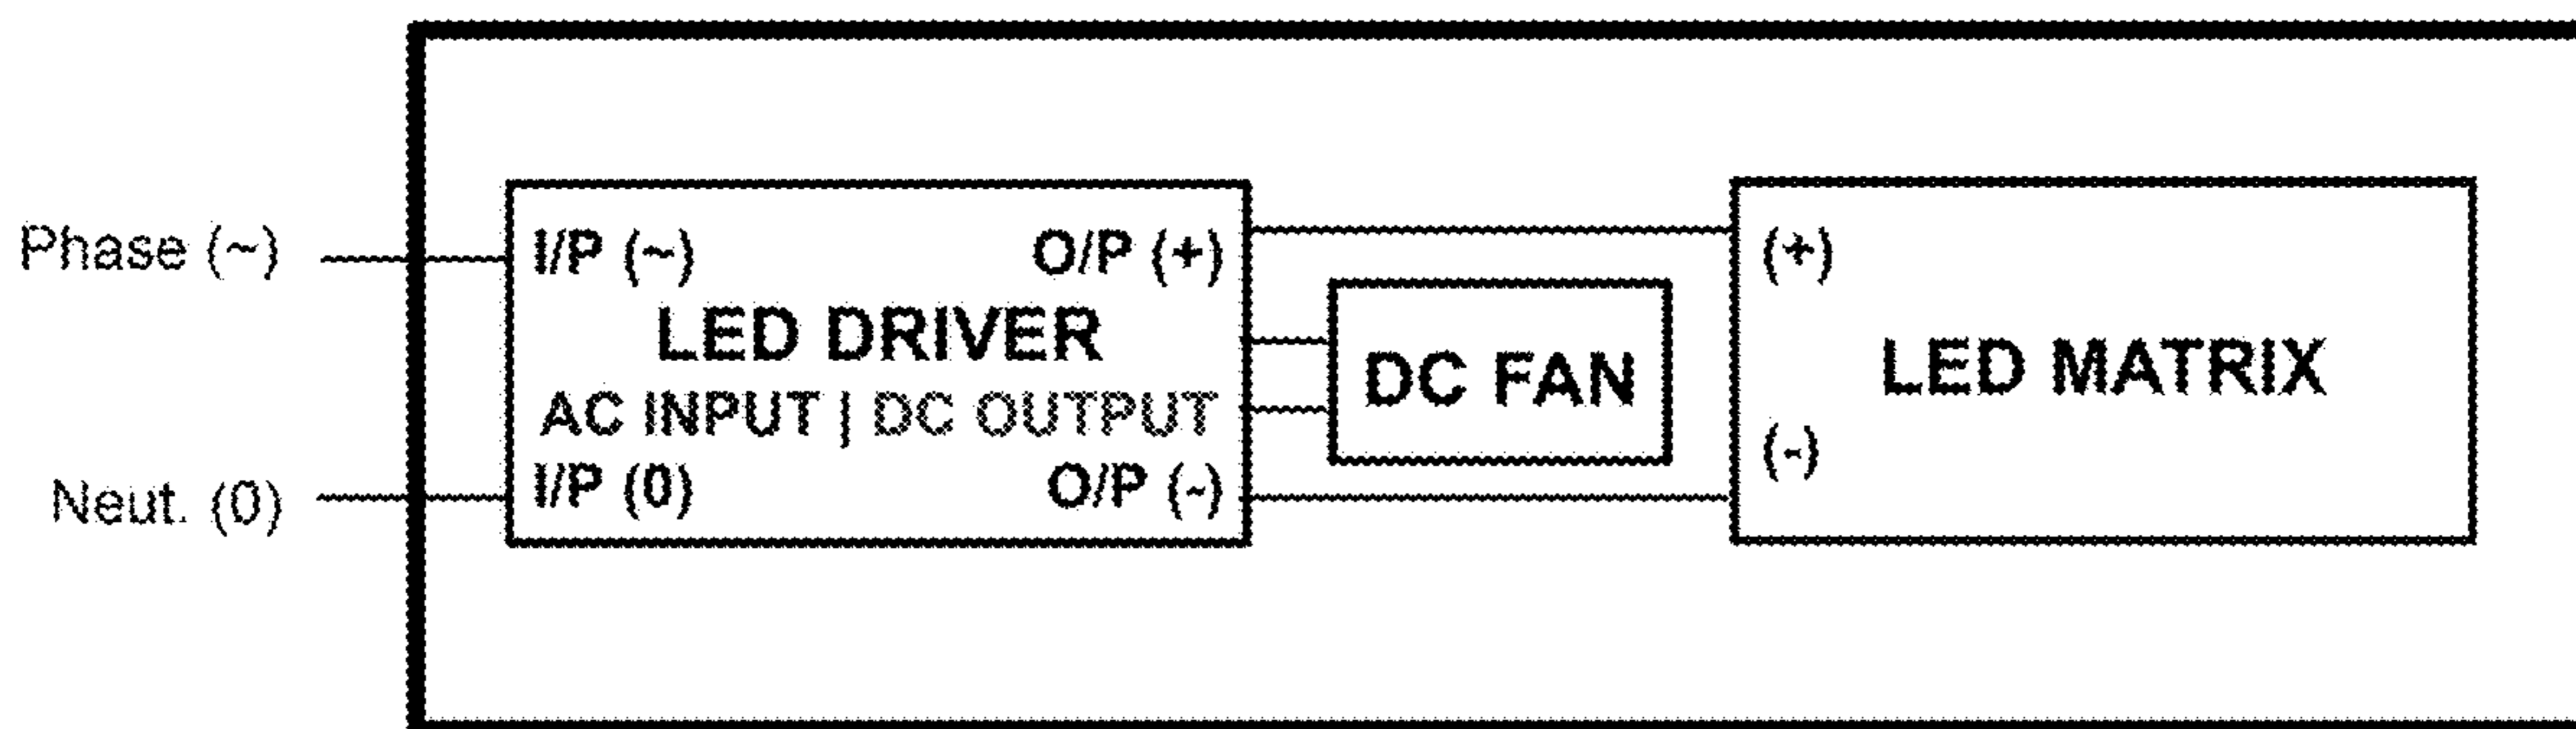 Phase (~)
I/P (~)
O/P (+)
LED DRIVER
AC INPUT | DC OUTPUT
I/P (0)
O/P (-)
Neut. (0)
DC FAN
(+)
LED MATRIX
(-)